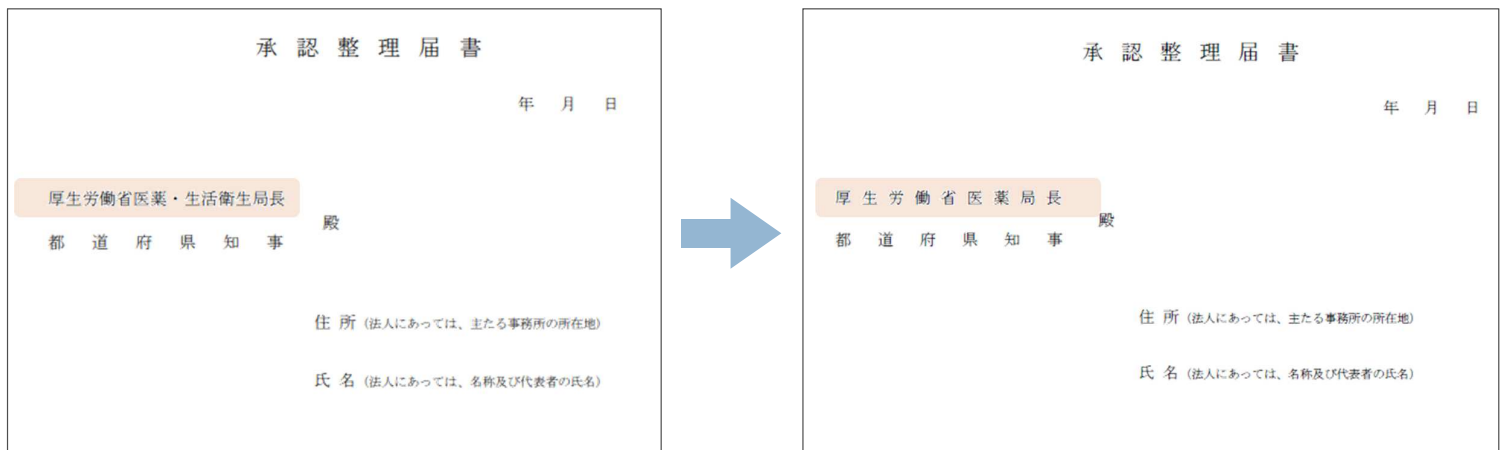 承認整理届書
年 月 日
厚生労働省医薬・生活衛生局長
殿
都道府県知事
住所(法人にあっては、主たる事務所の所在地)
氏名(法人にあっては、名称及び代表者の氏名)
承認整理届書
年 月 日
厚生労働省医薬局長
殿
都道府県知事
住所(法人にあっては、主たる事務所の所在地)
氏名(法人にあっては、名称及び代表者の氏名)